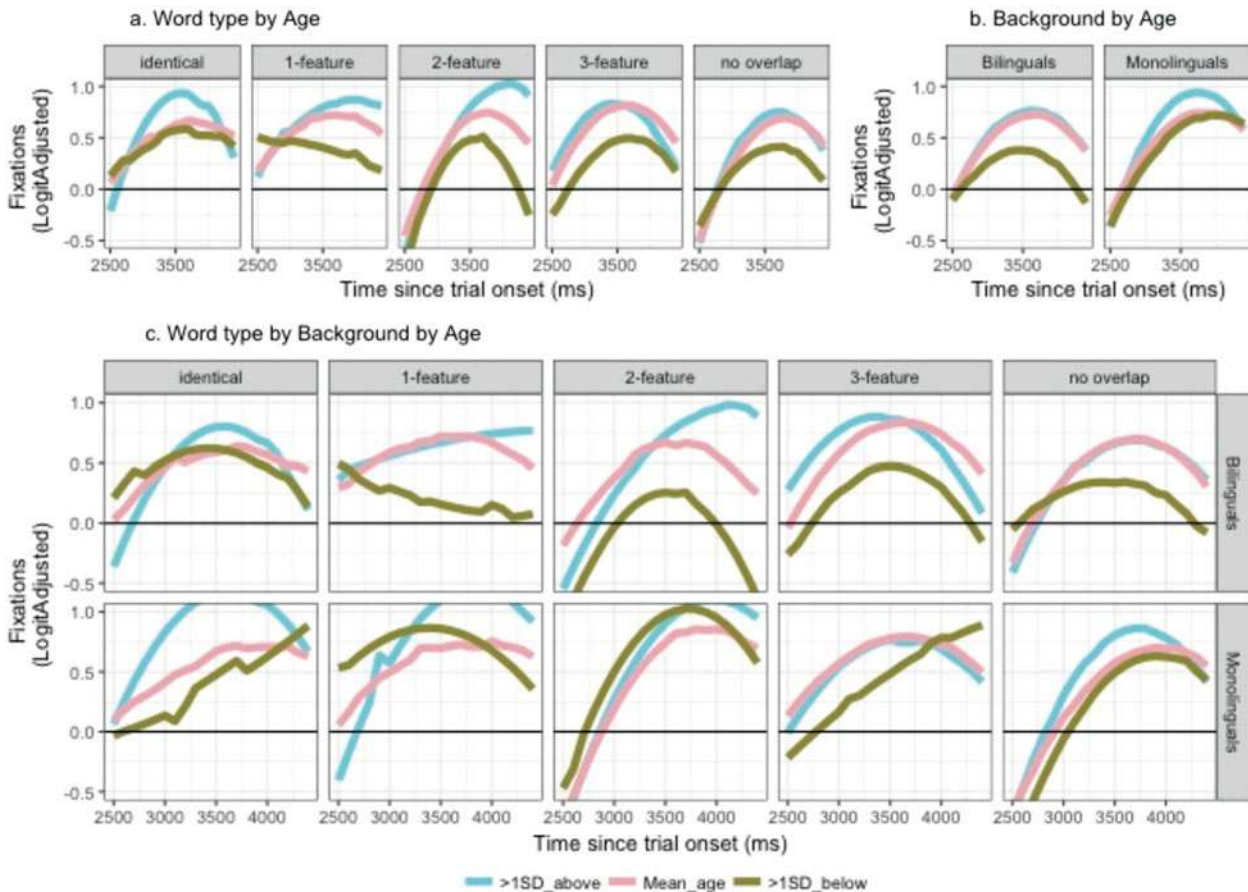 a. Word type by Age
b. Background by Age
identical 1-feature 2-feature 3-feature no overlap
Bilinguals Monolinguals
Fixations
(LogitAdjusted)
1.0
0.5
0.0
-0.5
2500 3500 2500 3500 2500 3500 2500 3500 2500 3500
Time since trial onset (ms)
Fixations
(LogitAdjusted)
1.0
0.5
0.0
-0.5
2500 3500 2500 3500
Time since trial onset (ms)
c. Word type by Background by Age
identical 1-feature 2-feature 3-feature no overlap
Fixations
(LogitAdjusted)
1.0
0.5
0.0
-0.5
Bilinguals
1.0
0.5
0.0
-0.5
Monolinguals
2500 3000 3500 4000 2500 3000 3500 4000 2500 3000 3500 4000 2500 3000 3500 4000 2500 3000 3500 4000
Time since trial onset (ms)
>1SD_above Mean_age >1SD_below